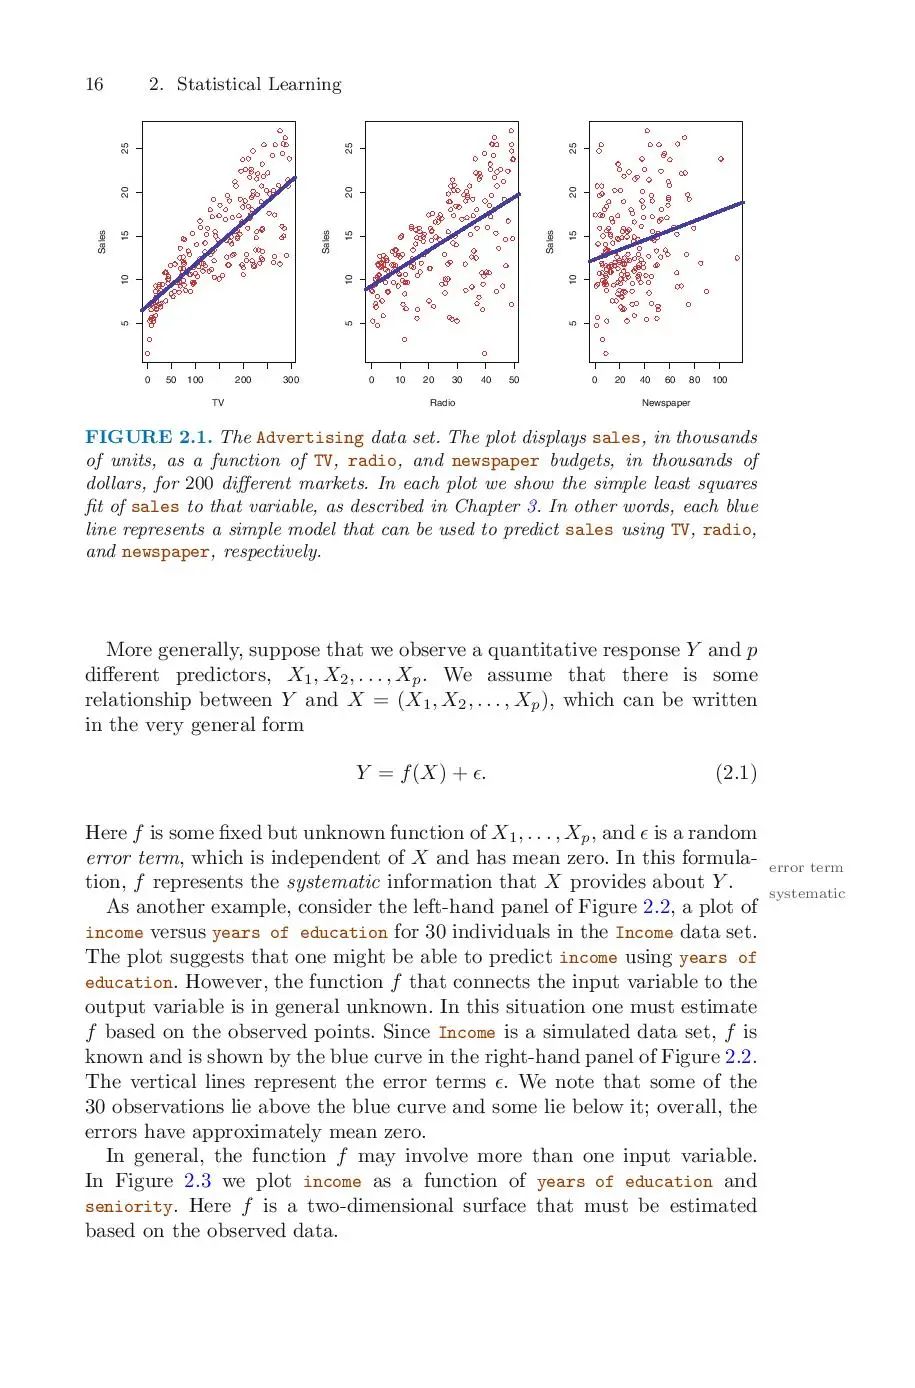 16 2. Statistical Learning
25
20
15
10
5
Sales
0 50 100 200 300
TV
25
20
15
10
5
Sales
0 10 20 30 40 50
Radio
25
20
15
10
5
Sales
0 20 40 60 80 100
Newspaper
FIGURE 2.1. The Advertising data set. The plot displays sales, in thousands
of units, as a function of TV, radio, and newspaper budgets, in thousands of
dollars, for 200 different markets. In each plot we show the simple least squares
fit of sales to that variable, as described in Chapter 3. In other words, each blue
line represents a simple model that can be used to predict sales using TV, radio,
and newspaper, respectively.
More generally, suppose that we observe a quantitative response Y and p
different predictors, X₁, X₂, . . . , Xₚ. We assume that there is some
relationship between Y and X = (X₁, X₂, . . . , Xₚ), which can be written
in the very general form
Y = f(X) + ϵ. (2.1)
Here f is some fixed but unknown function of X₁, . . . , Xₚ, and ϵ is a random
error term, which is independent of X and has mean zero. In this formula-
error term
tion, f represents the systematic information that X provides about Y.
systematic
As another example, consider the left-hand panel of Figure 2.2, a plot of
income versus years of education for 30 individuals in the Income data set.
The plot suggests that one might be able to predict income using years of
education. However, the function f that connects the input variable to the
output variable is in general unknown. In this situation one must estimate
f based on the observed points. Since Income is a simulated data set, f is
known and is shown by the blue curve in the right-hand panel of Figure 2.2.
The vertical lines represent the error terms ϵ. We note that some of the
30 observations lie above the blue curve and some lie below it; overall, the
errors have approximately mean zero.
In general, the function f may involve more than one input variable.
In Figure 2.3 we plot income as a function of years of education and
seniority. Here f is a two-dimensional surface that must be estimated
based on the observed data.